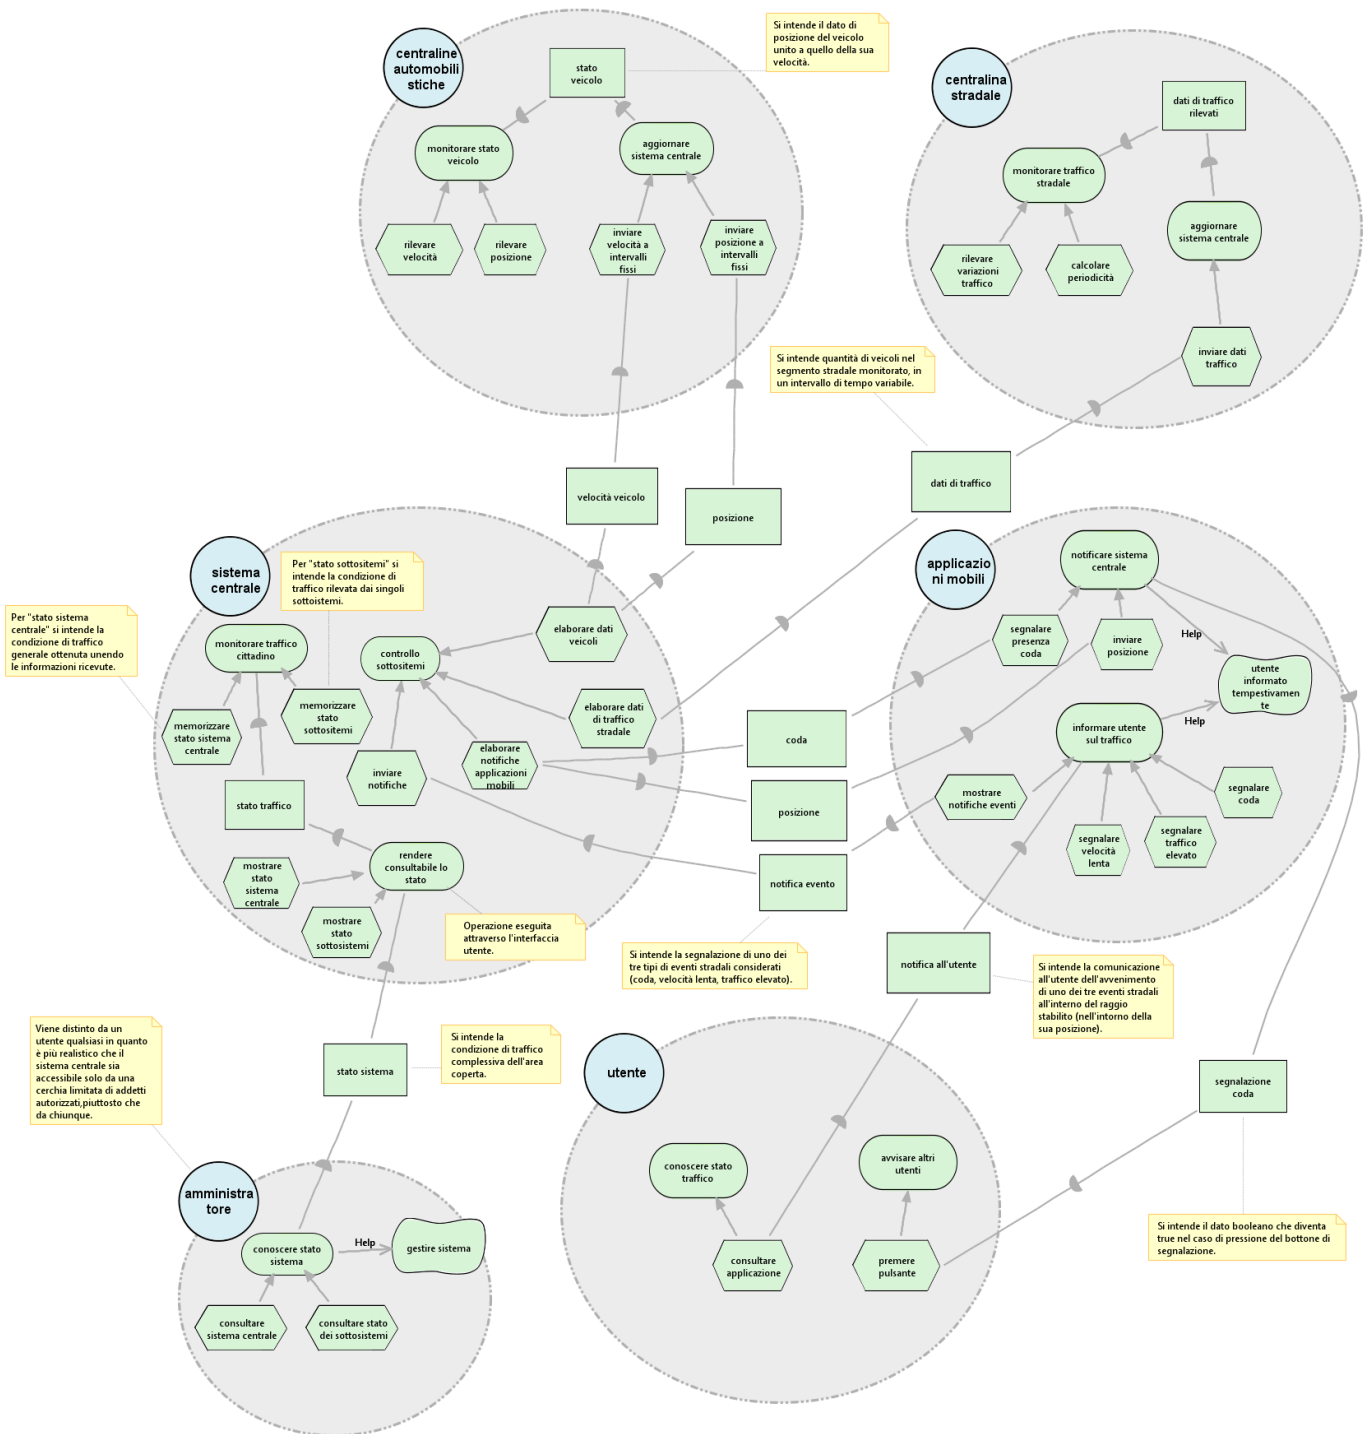 Si intende il dato di
posizione del veicolo
unito a quello della sua
velocità.
centraline
automobili
stiche
stato
veicolo
monitorare stato
veicolo
aggiornare
sistema centrale
rilevare
velocità
rilevare
posizione
inviare
velocità a
intervalli
fissi
inviare
posizione a
intervalli
fissi
centralina
stradale
dati di traffico
rilevati
monitorare traffico
stradale
aggiornare
sistema centrale
rilevare
variazioni
traffico
calcolare
periodicità
inviare dati
traffico
Si intende quantità di veicoli nel
segmento stradale monitorato, in
un intervallo di tempo variabile.
velocità veicolo
posizione
dati di traffico
sistema
centrale
Per "stato sottositemi" si
intende la condizione di
traffico rilevata dai singoli
sottoistemi.
Per "stato sistema
centrale" si intende la
condizione di traffico
generale ottenuta unendo
le informazioni ricevute.
monitorare traffico
cittadino
controllo
sottositemi
elaborare dati
veicoli
memorizzare
stato sistema
centrale
memorizzare
stato
sottositemi
elaborare dati
di traffico
stradale
inviare
notifiche
elaborare
notifiche
applicazioni
mobili
stato traffico
rendere
consultabile lo
stato
mostrare
stato
sistema
centrale
mostrare
stato
sottosistemi
Operazione eseguita
attraverso l'interfaccia
utente.
coda
posizione
notifica evento
Si intende la segnalazione di uno dei
tre tipi di eventi stradali considerati
(coda, velocità lenta, traffico elevato).
applicazio
ni mobili
notificare sistema
centrale
segnalare
presenza
coda
inviare
posizione
Help
utente
informato
tempestivamen
te
informare utente
sul traffico
Help
mostrare
notifiche eventi
segnalare
coda
segnalare
velocità
lenta
segnalare
traffico
elevato
notifica all'utente
Si intende la comunicazione
all'utente dell'avvenimento
di uno dei tre eventi stradali
all'interno del raggio
stabilito (nell'intorno della
sua posizione).
Viene distinto da un
utente qualsiasi in quanto
è più realistico che il
sistema centrale sia
accessibile solo da una
cerchia limitata di addetti
autorizzati,piuttosto che
da chiunque.
stato sistema
Si intende la
condizione di traffico
complessiva dell'area
coperta.
utente
segnalazione
coda
conoscere stato
traffico
avvisare altri
utenti
consultare
applicazione
premere
pulsante
Si intende il dato booleano che diventa
true nel caso di pressione del bottone di
segnalazione.
amministra
tore
conoscere stato
sistema
Help
gestire sistema
consultare
sistema centrale
consultare stato
dei sottosistemi